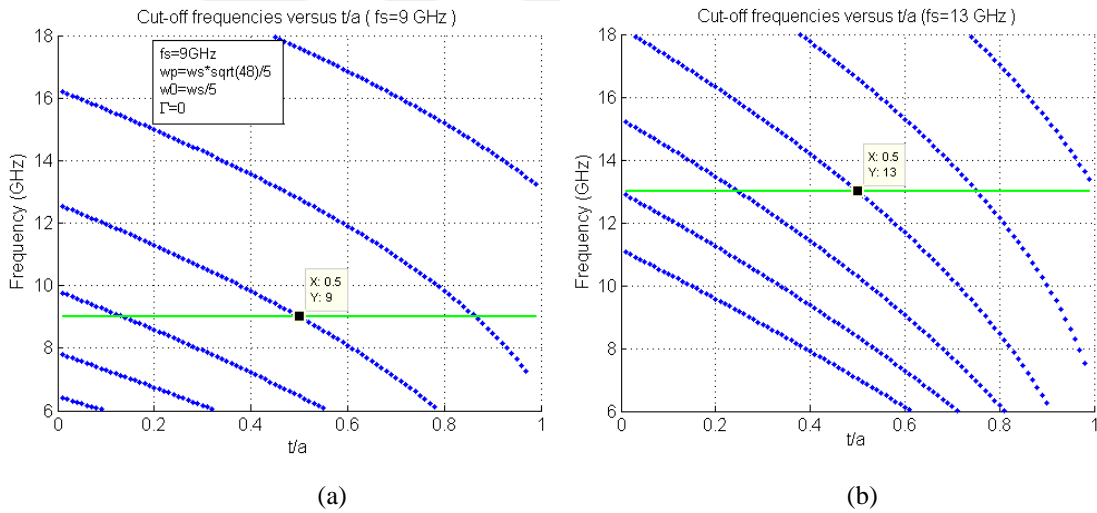 Cut-off frequencies versus t/a ( fs=9 GHz )
18
16
14
12
10
8
6
Frequency (GHz)
fs=9GHz
wp=ws*sqrt(48)/5
w0=ws/5
Γ=0
X: 0.5
Y: 9
0
0.2
0.4
0.6
0.8
1
t/a
(a)
Cut-off frequencies versus t/a (fs=13 GHz )
18
16
14
12
10
8
6
Frequency (GHz)
X: 0.5
Y: 13
0
0.2
0.4
0.6
0.8
1
t/a
(b)